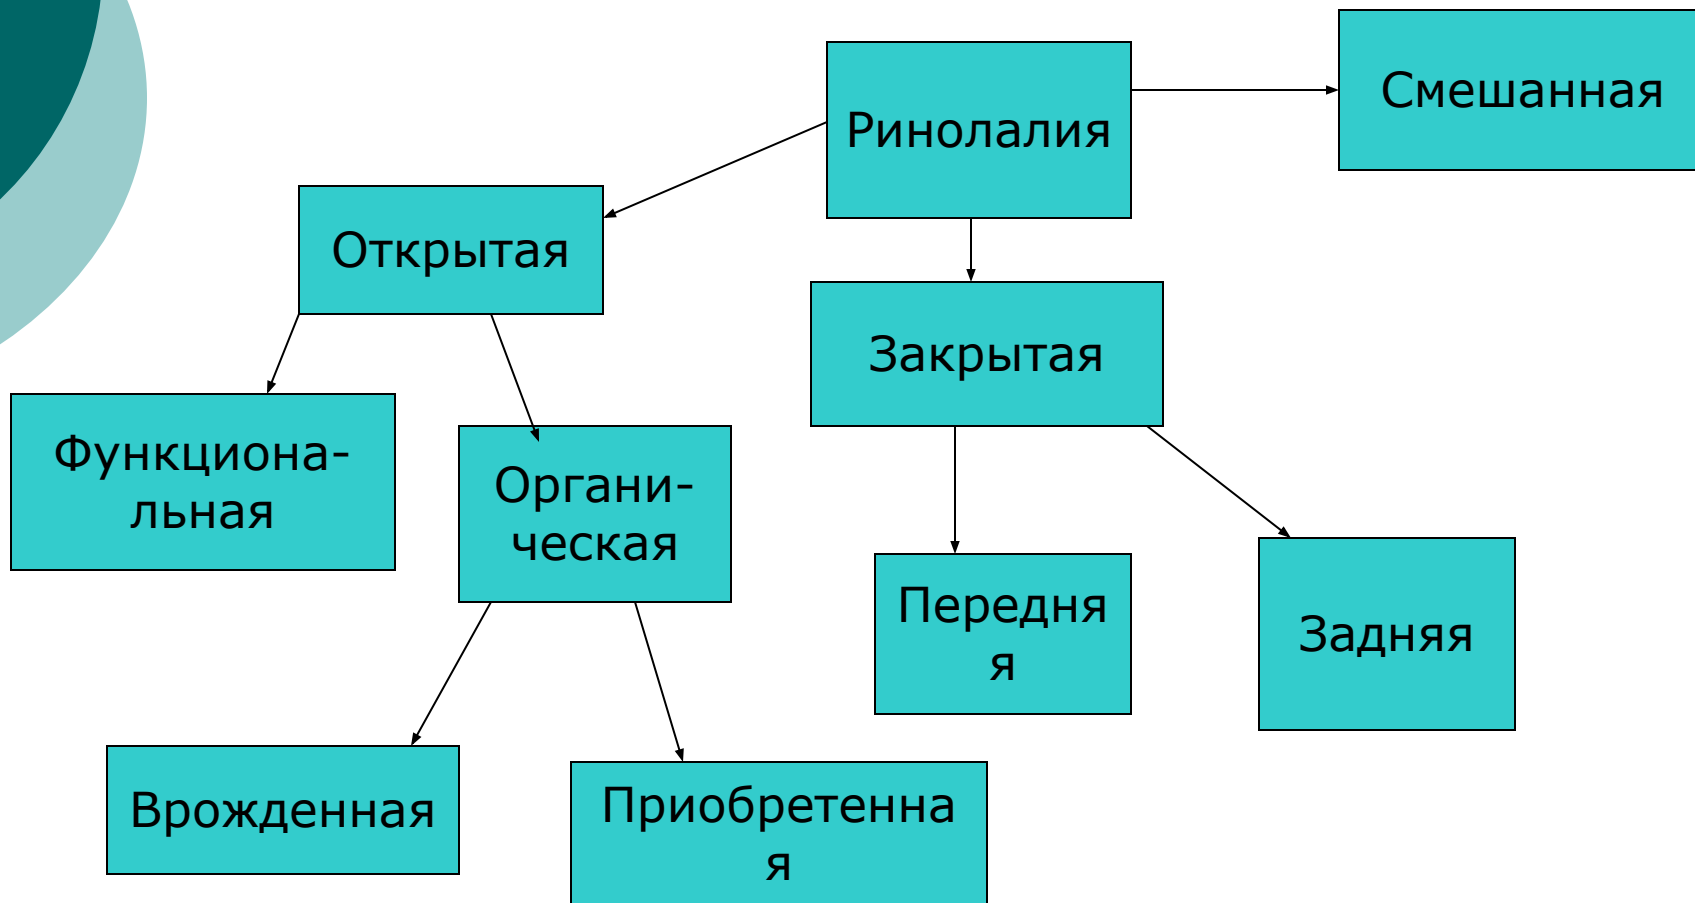 Смешанная
Ринолалия
Открытая
Закрытая
Функциона-
льная
Органи-
ческая
Передня
я
Задняя
Врожденная
Приобретенна
я